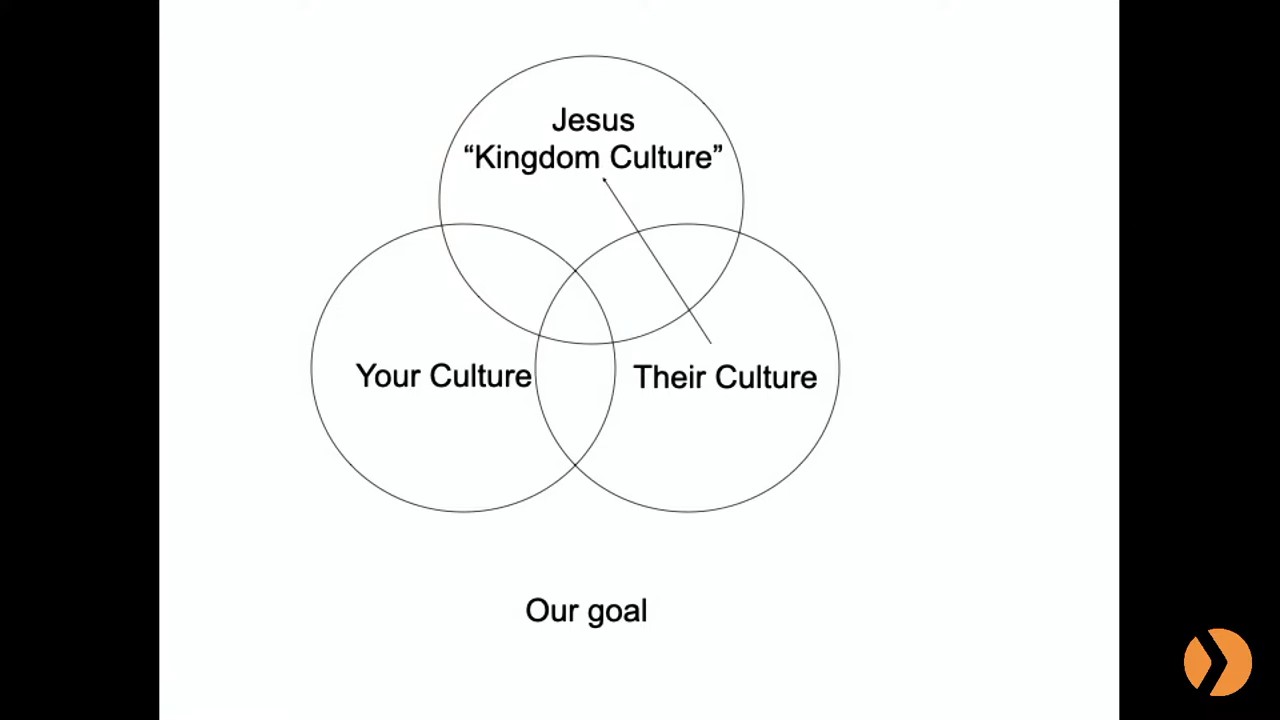 Jesus
“Kingdom Culture”
Your Culture
Their Culture
Our goal